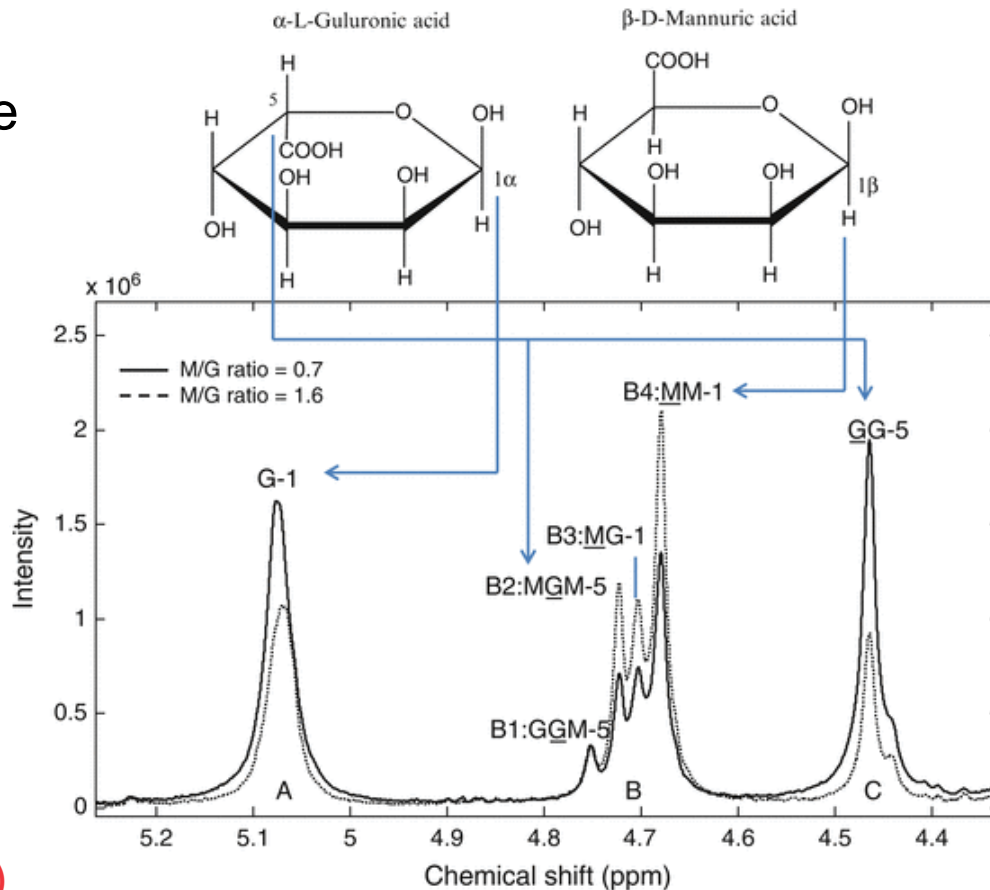 α-L-Guluronic acid
β-D-Mannuric acid
e
H
5
H
O
OH
COOH
OH
OH
1α
OH
H
H
H
COOH
H
O
OH
H
OH
OH
1β
OH
H
H
H
x 10⁶
2.5
2
1.5
1
0.5
0
Intensity
M/G ratio = 0.7
M/G ratio = 1.6
G-1
B4:MM-1
GG-5
B3:MG-1
B2:MGM-5
B1:GGM-5
A
B
C
5.2
5.1
5
4.9
4.8
4.7
4.6
4.5
4.4
Chemical shift (ppm)
)